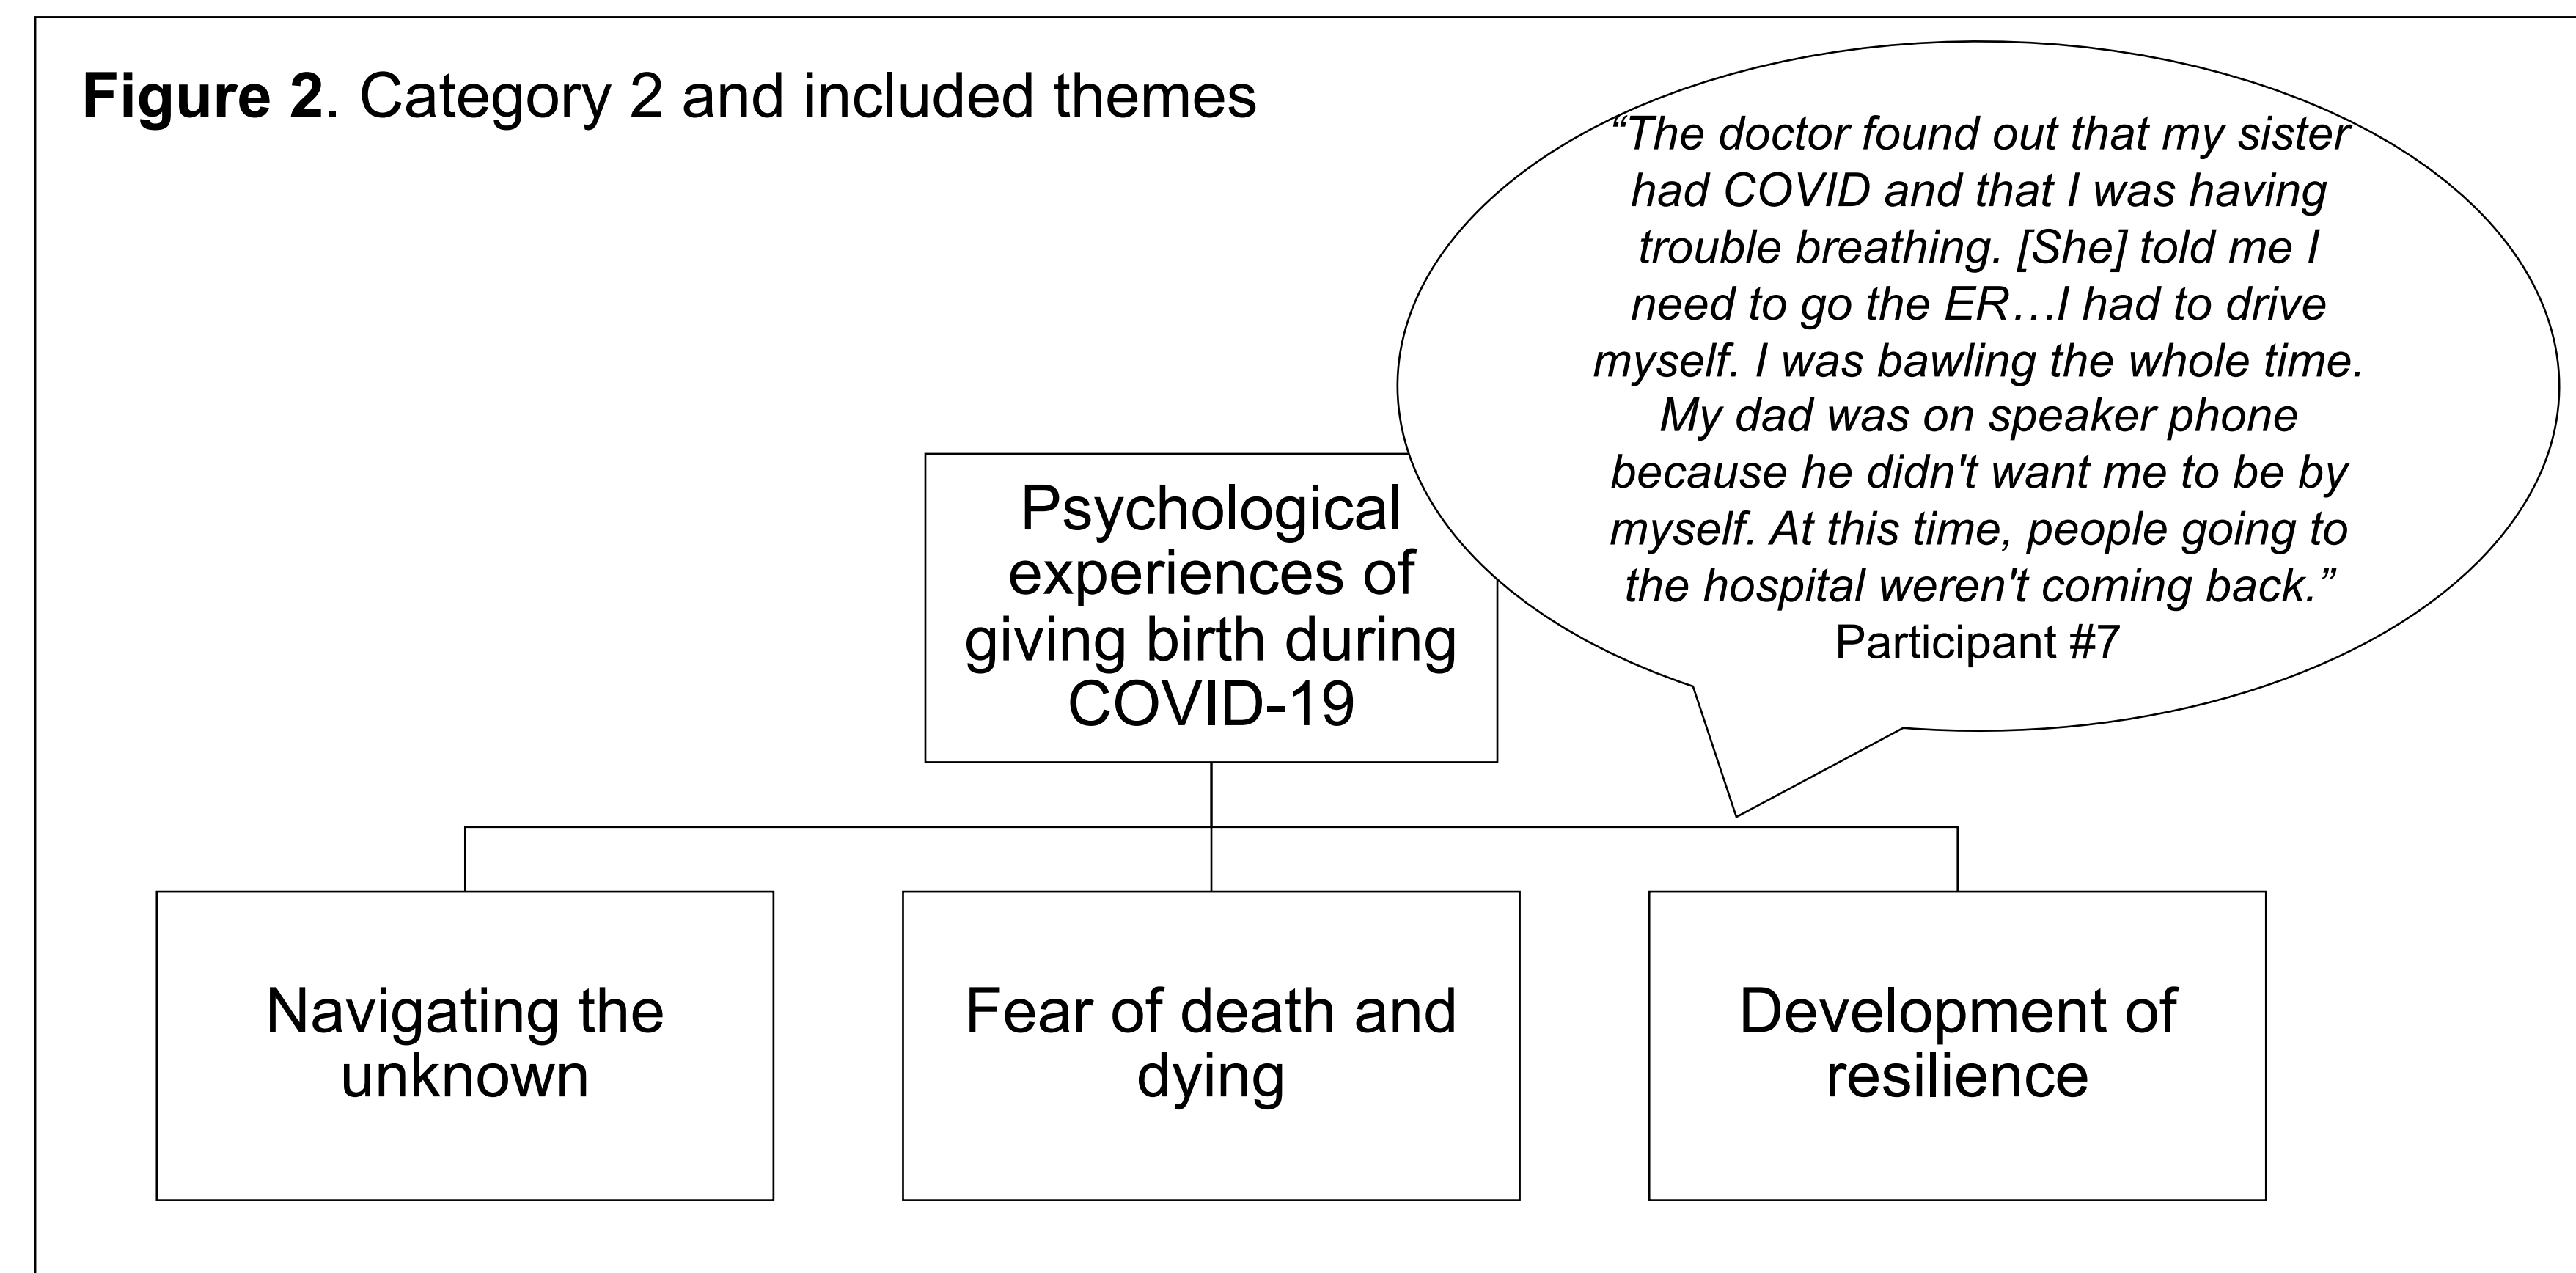 Figure 2. Category 2 and included themes
“The doctor found out that my sister
had COVID and that I was having
trouble breathing. [She] told me I
need to go the ER…I had to drive
myself. I was bawling the whole time.
My dad was on speaker phone
because he didn't want me to be by
myself. At this time, people going to
the hospital weren't coming back.”
Participant #7
Psychological
experiences of
giving birth during
COVID-19
Navigating the
unknown
Fear of death and
dying
Development of
resilience